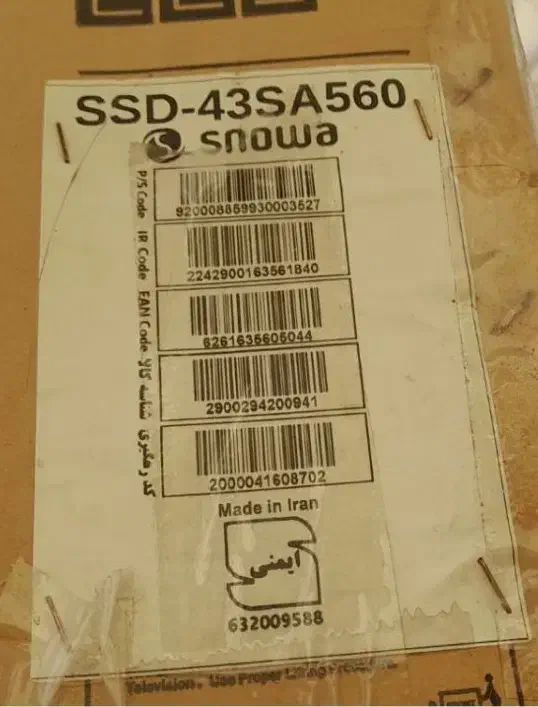 SSD-43SA560
snowa
P/S Code
920008859930003527
IR Code
2242900163561840
EAN Code
6261635605044
شناسه کالا
2900294200941
کد رهگیری
2000041608702
Made in Iran
ایمنی
632009588
Television. Use Proper Lifting